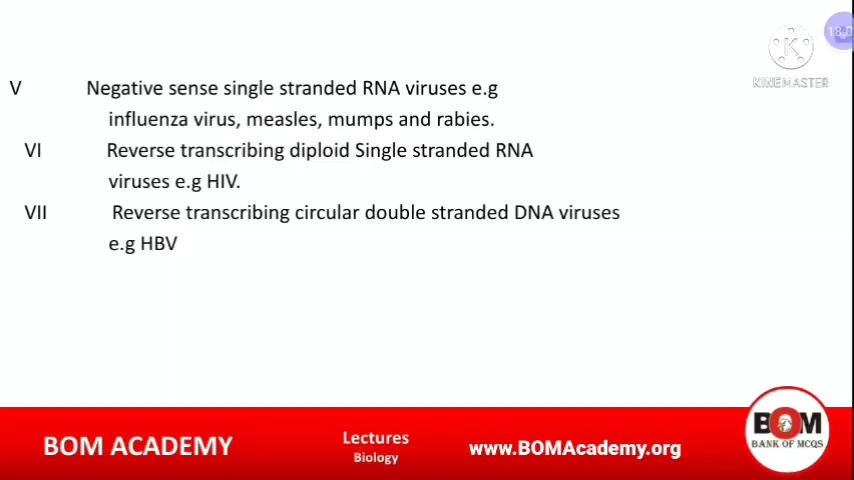 18.0
KINEMASTER
V Negative sense single stranded RNA viruses e.g
influenza virus, measles, mumps and rabies.
VI Reverse transcribing diploid Single stranded RNA
viruses e.g HIV.
VII Reverse transcribing circular double stranded DNA viruses
e.g HBV
BOM ACADEMY
Lectures
Biology
www.BOMAcademy.org
BOM
BANK OF MCQS